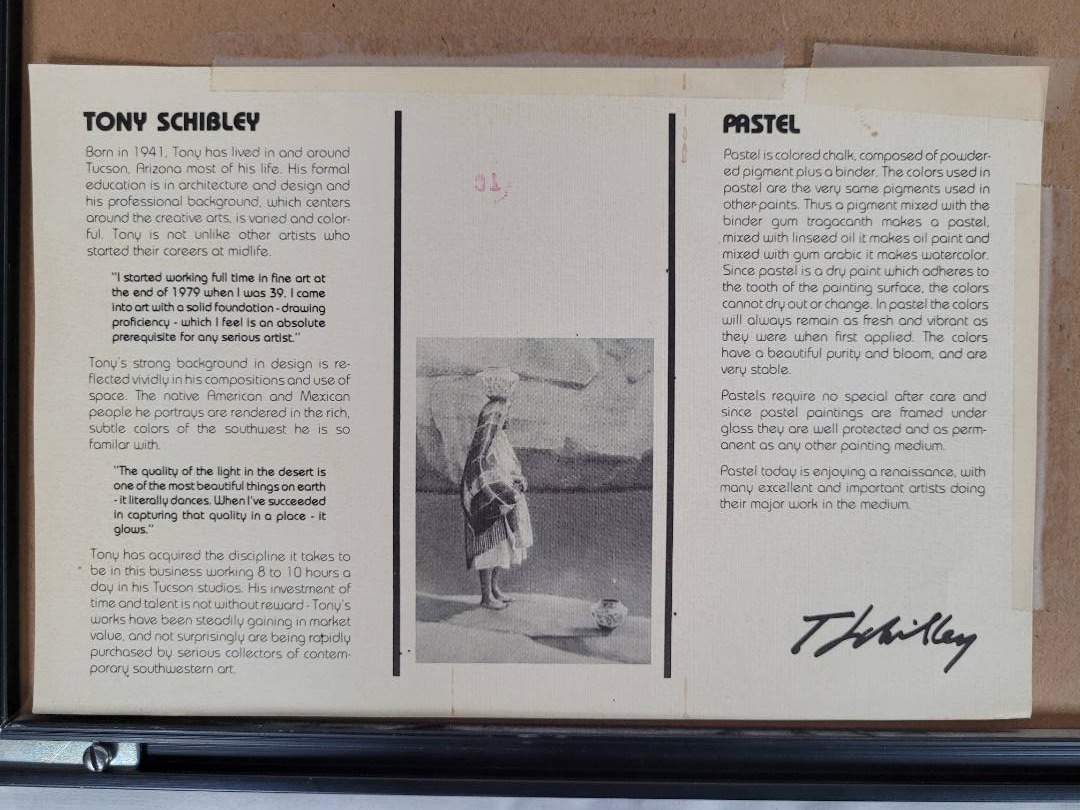 TONY SCHIBLEY
Born in 1941, Tony has lived in and around
Tucson, Arizona most of his life. His formal
education is in architecture and design and
his professional background, which centers
around the creative arts, is varied and color-
ful. Tony is not unlike other artists who
started their careers at midlife.
"I started working full time in fine art at
the end of 1979 when I was 39. I came
into art with a solid foundation - drawing
proficiency - which I feel is an absolute
prerequisite for any serious artist."
Tony's strong background in design is re-
flected vividly in his compositions and use of
space. The native American and Mexican
people he portrays are rendered in the rich,
subtle colors of the southwest he is so
familar with.
"The quality of the light in the desert is
one of the most beautiful things on earth
- it literally dances. When I've succeeded
in capturing that quality in a place - it
glows."
Tony has acquired the discipline it takes to
be in this business working 8 to 10 hours a
day in his Tucson studios. His investment of
time and talent is not without reward - Tony's
works have been steadily gaining in market
value, and not surprisingly are being rapidly
purchased by serious collectors of contem-
porary southwestern art.
PASTEL
Pastel is colored chalk, composed of powder-
ed pigment plus a binder. The colors used in
pastel are the very same pigments used in
other paints. Thus a pigment mixed with the
binder gum tragacanth makes a pastel,
mixed with linseed oil it makes oil paint and
mixed with gum arabic it makes watercolor.
Since pastel is a dry paint which adheres to
the tooth of the painting surface, the colors
cannot dry out or change. In pastel the colors
will always remain as fresh and vibrant as
they were when first applied. The colors
have a beautiful purity and bloom, and are
very stable.
Pastels require no special after care and
since pastel paintings are framed under
glass they are well protected and as perm-
anent as any other painting medium.
Pastel today is enjoying a renaissance, with
many excellent and important artists doing
their major work in the medium.
T Schibley